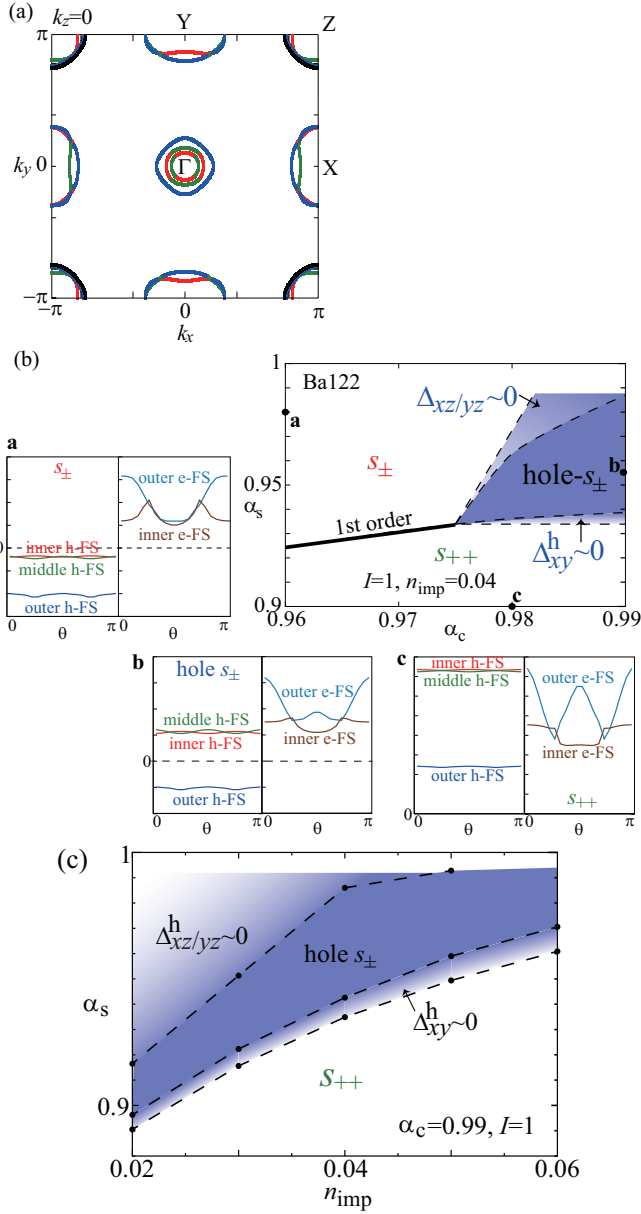 (a)
k_z=0
Y
Z
π
k_y
0
Γ
X
−π
−π
0
π
k_x
(b)
1
Ba122
a
Δ_xz/yz~0
b
s±
hole-s±
0.95
α_s
1st order
s++
Δ^h_xy~0
I=1, n_imp=0.04
c
0.9
0.96
0.97
0.98
0.99
α_c
a
s±
outer e-FS
inner e-FS
0
inner h-FS
middle h-FS
outer h-FS
0
θ
π
0
θ
π
b
hole s±
outer e-FS
middle h-FS
inner h-FS
inner e-FS
0
outer h-FS
0
θ
π
0
θ
π
c
inner h-FS
middle h-FS
outer e-FS
inner e-FS
outer h-FS
s++
0
0
θ
π
0
θ
π
(c)
1
Δ^h_xz/yz~0
hole s±
α_s
Δ^h_xy~0
s++
0.9
α_c=0.99, I=1
0.02
0.04
0.06
n_imp